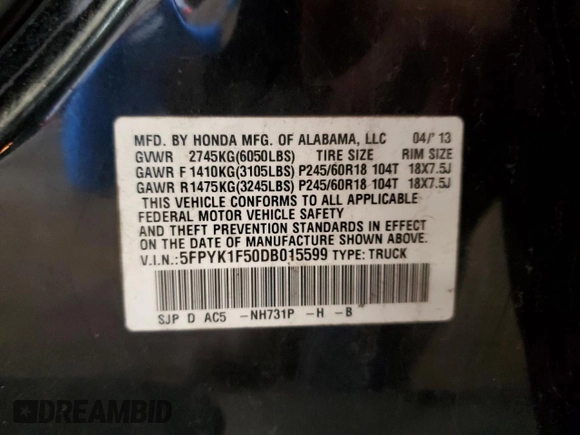 MFD. BY HONDA MFG. OF ALABAMA, LLC 04/'13
GVWR 2745KG(6050LBS) TIRE SIZE RIM SIZE
GAWR F 1410KG(3105LBS) P245/60R18 104T 18X7.5J
GAWR R 1475KG(3245LBS) P245/60R18 104T 18X7.5J
THIS VEHICLE CONFORMS TO ALL APPLICABLE
FEDERAL MOTOR VEHICLE SAFETY
AND THEFT PREVENTION STANDARDS IN EFFECT
ON THE DATE OF MANUFACTURE SHOWN ABOVE.
V.I.N.:5FPYK1F50DB015599 TYPE: TRUCK
SJP D AC5 -NH731P -H -B
DREAMBID